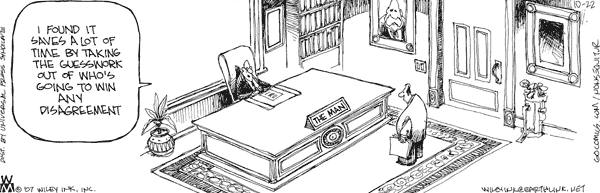 I FOUND IT
SAVES A LOT OF
TIME BY TAKING
THE GUESSWORK
OUT OF WHO'S
GOING TO WIN
ANY
DISAGREEMENT
THE MAN
10-22
DIST. BY UNIVERSAL PRESS SYNDICATE
GOCOMICS.COM/NONSEQUITUR
©'07 WILEY INK, INC.
WILEYINK@EARTHLINK.NET